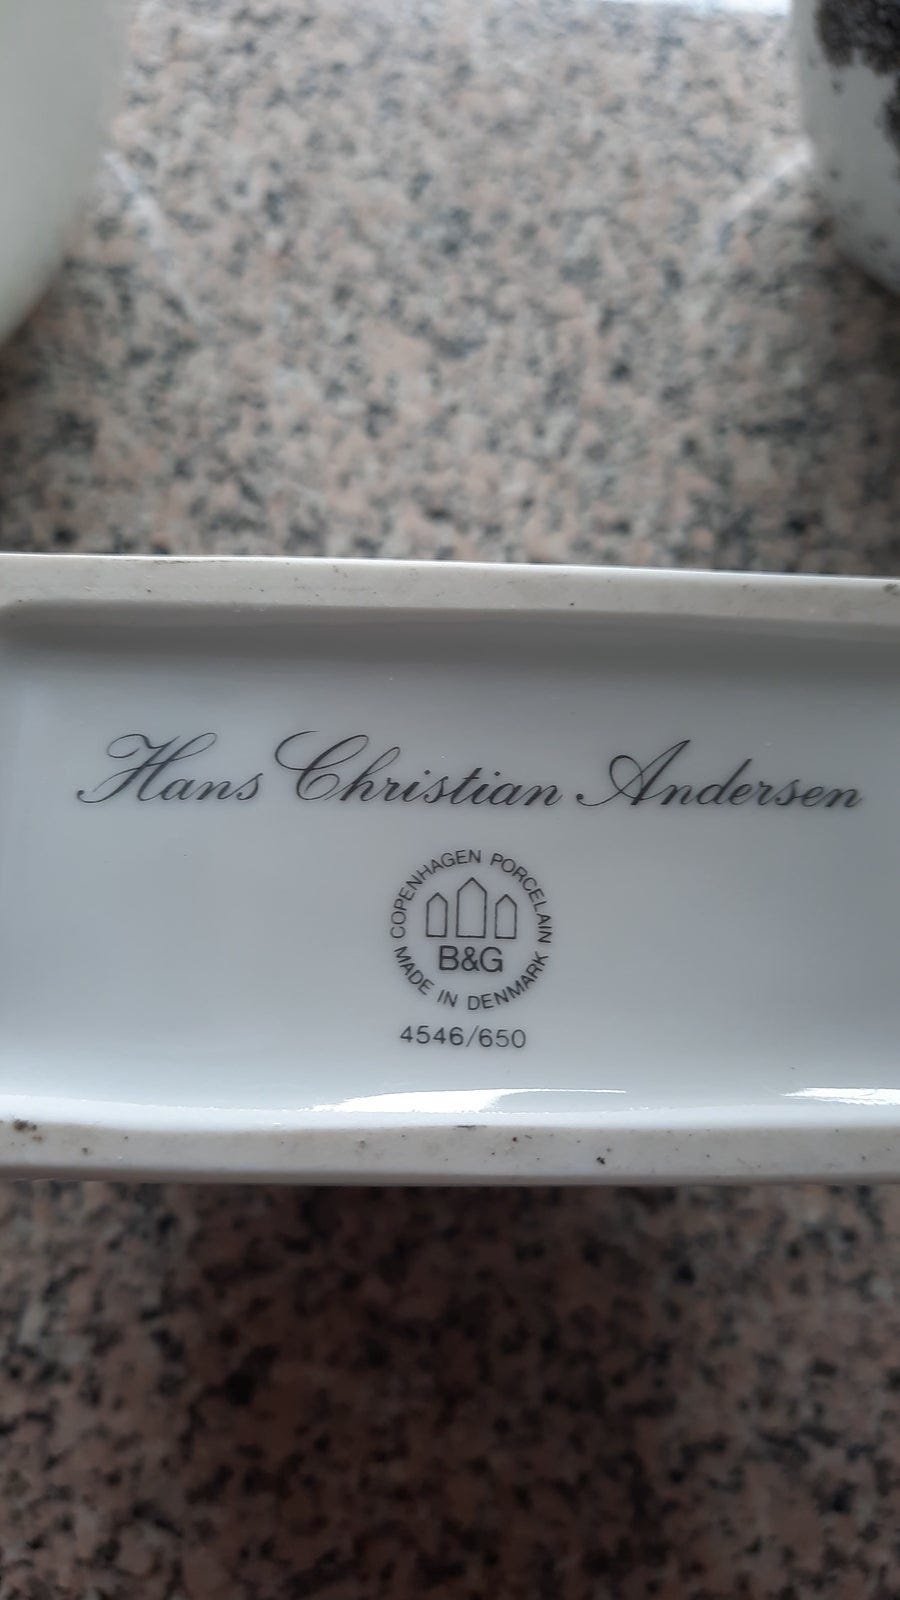 Hans Christian Andersen
COPENHAGEN PORCELAIN
B&G
MADE IN DENMARK
4546/650